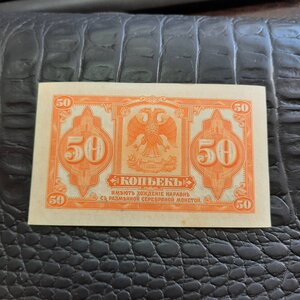 50 50
50 50
КОПѢЕКЪ
ИМѢЮТЪ ХОЖДЕНІЕ НАРАВНѢ
СЪ РАЗМѢННОЙ СЕРЕБРЯНОЙ МОНЕТОЙ.
50 50